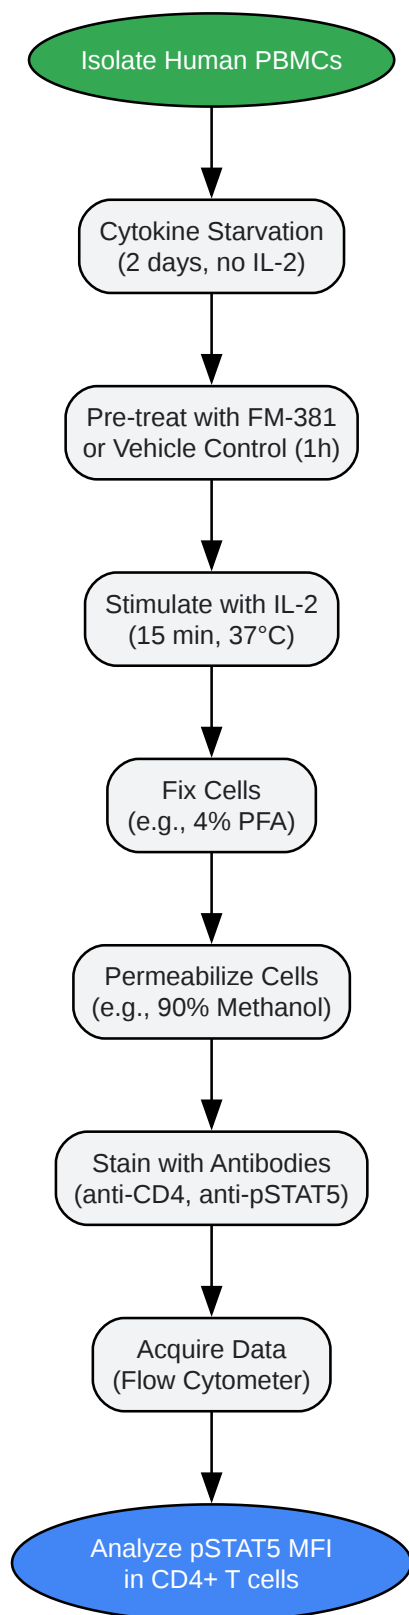 Isolate Human PBMCs
Cytokine Starvation
(2 days, no IL-2)
Pre-treat with FM-381
or Vehicle Control (1h)
Stimulate with IL-2
(15 min, 37°C)
Fix Cells
(e.g., 4% PFA)
Permeabilize Cells
(e.g., 90% Methanol)
Stain with Antibodies
(anti-CD4, anti-pSTAT5)
Acquire Data
(Flow Cytometer)
Analyze pSTAT5 MFI
in CD4+ T cells